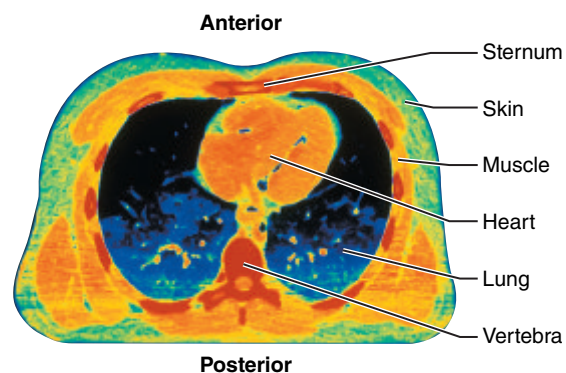 Anterior
Sternum
Skin
Muscle
Heart
Lung
Vertebra
Posterior